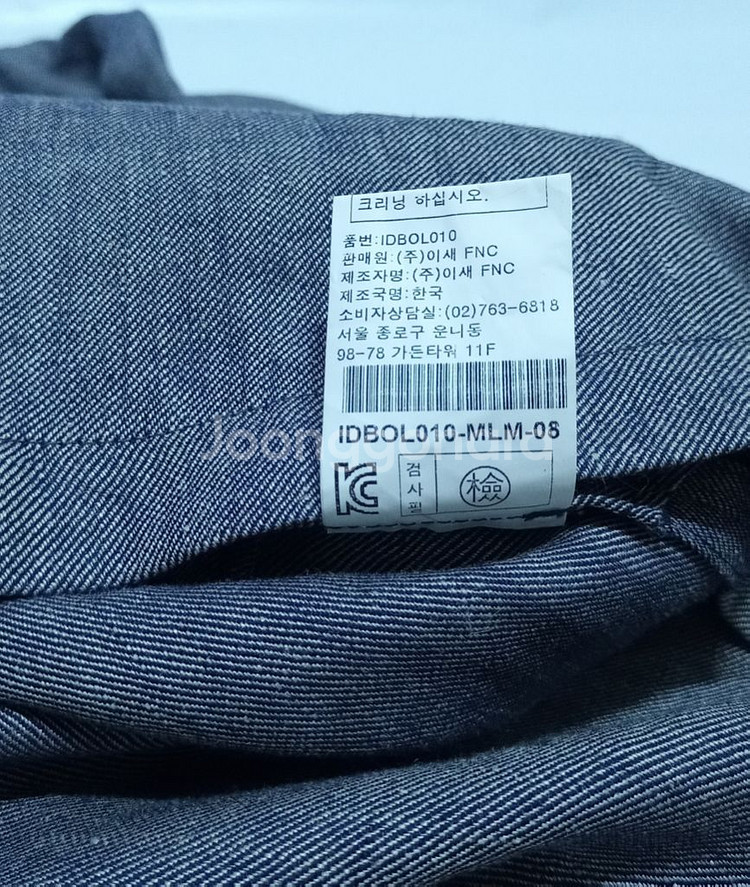 크리닝 하십시오.
품번:IDBOL010
판매원:(주)이새 FNC
제조자명:(주)이새 FNC
제조국명:한국
소비자상담실:(02)763-6818
서울 종로구 운니동
98-78 가든타워 11F
IDBOL010-MLM-08
Joonggonara
KC
검사필
檢